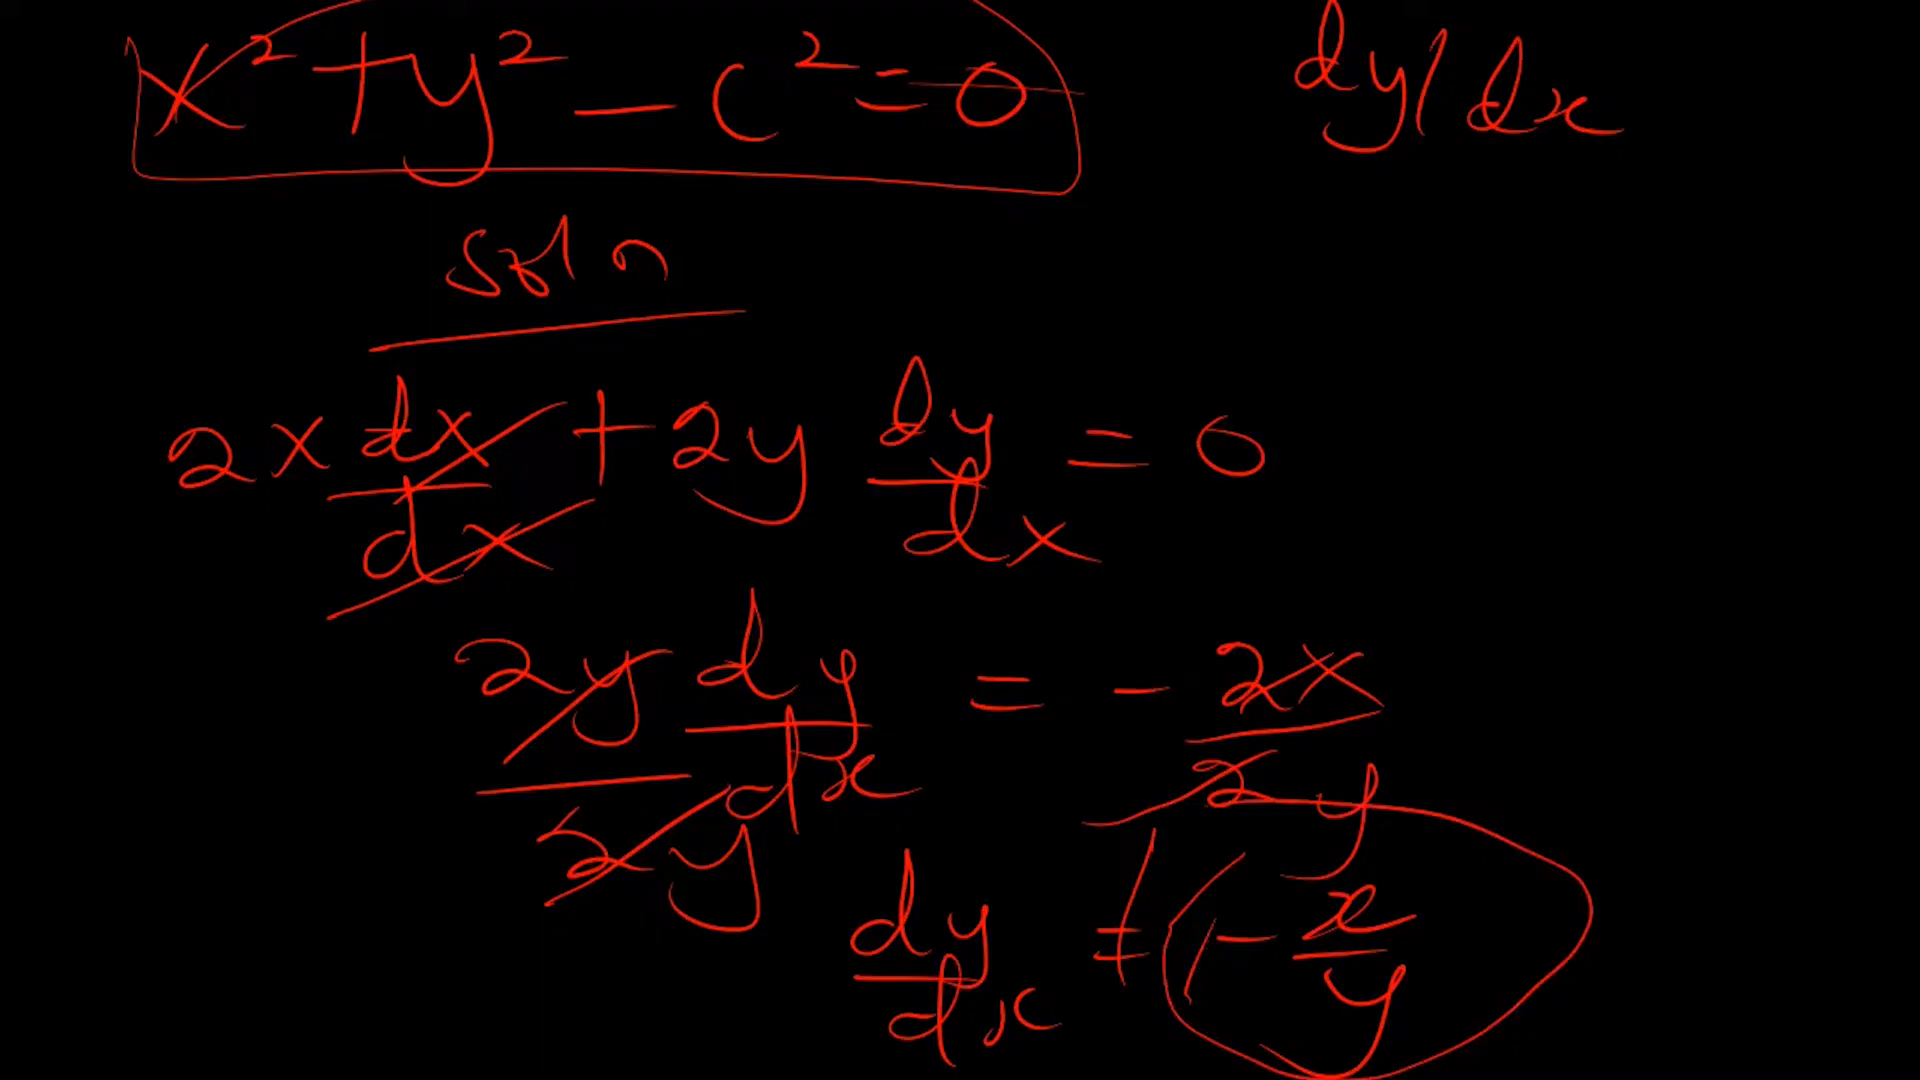 x² + y² - c² = 0 dy/dx
soln
2x dx/dx + 2y dy/dx = 0
2y dy/dx / 2y = - 2x / 2y
dy/dx = - x/y